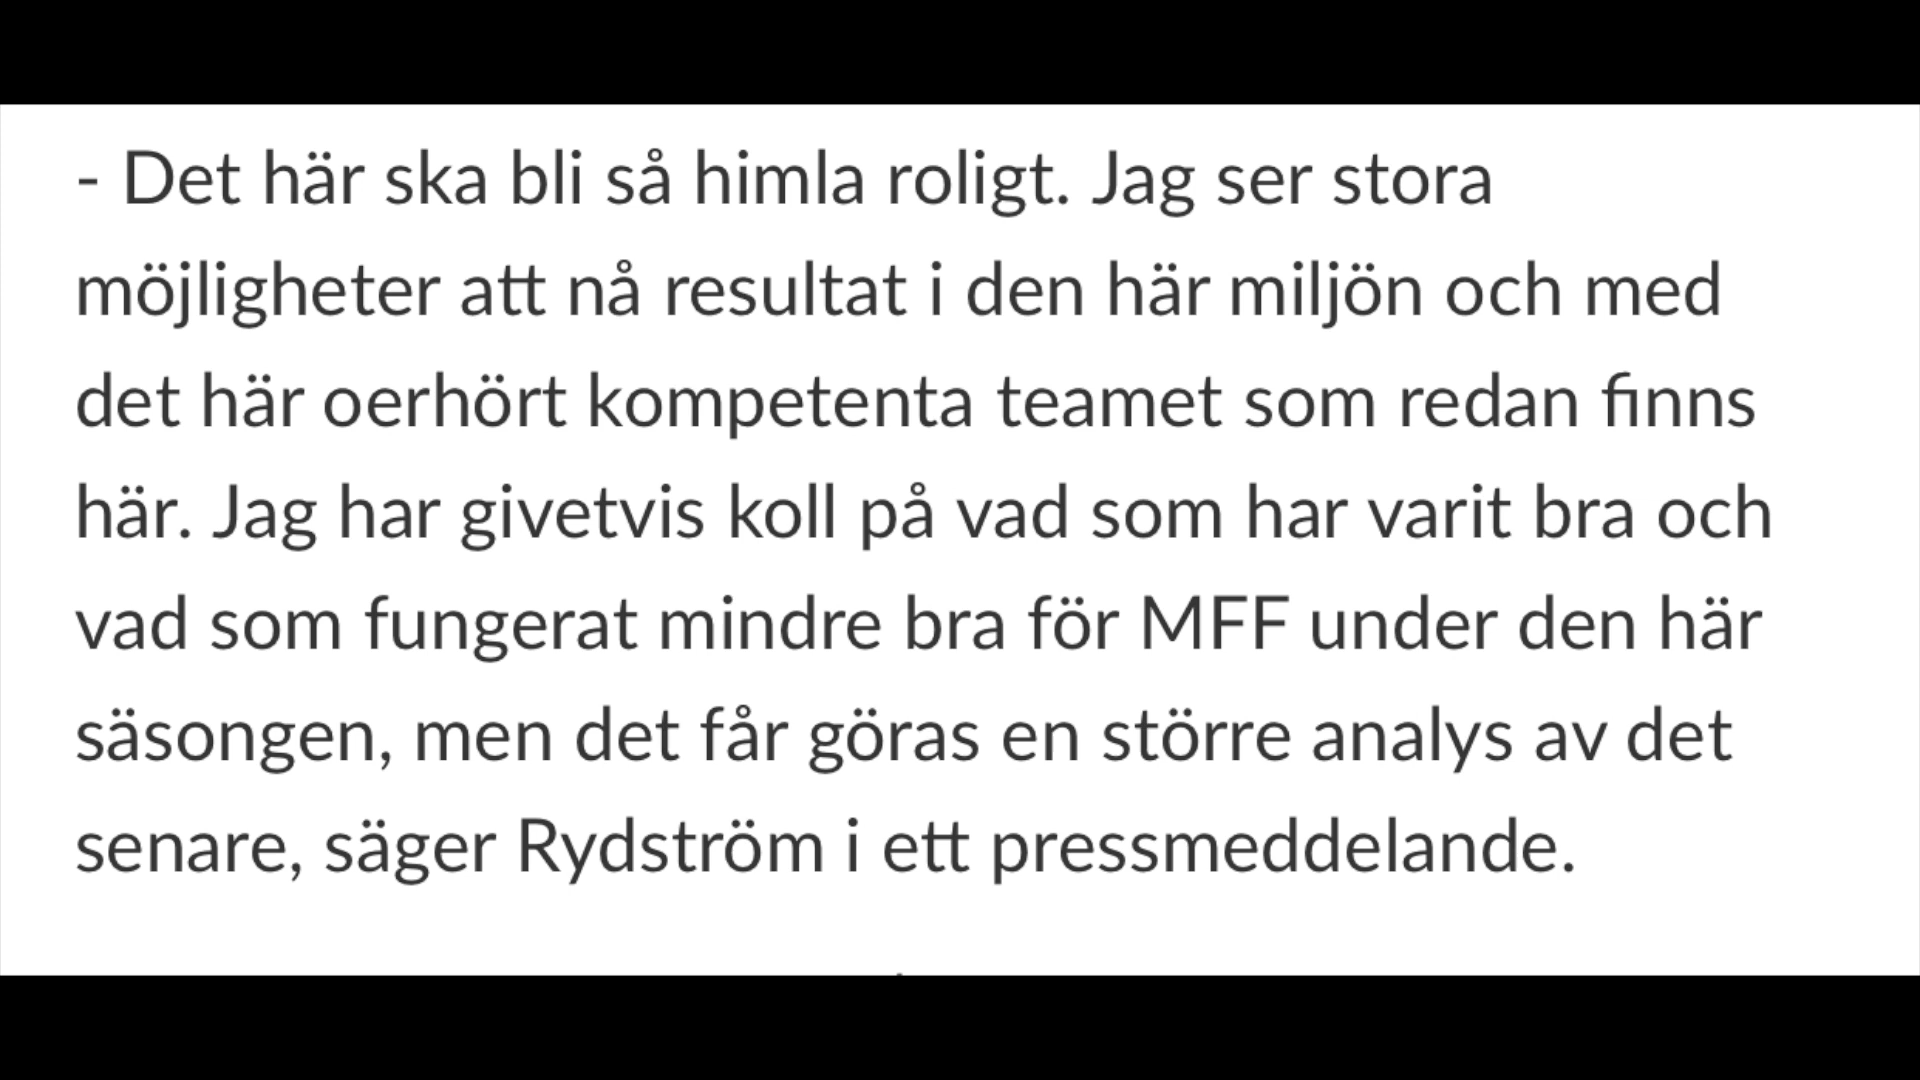 - Det här ska bli så himla roligt. Jag ser stora
möjligheter att nå resultat i den här miljön och med
det här oerhört kompetenta teamet som redan finns
här. Jag har givetvis koll på vad som har varit bra och
vad som fungerat mindre bra för MFF under den här
säsongen, men det får göras en större analys av det
senare, säger Rydström i ett pressmeddelande.